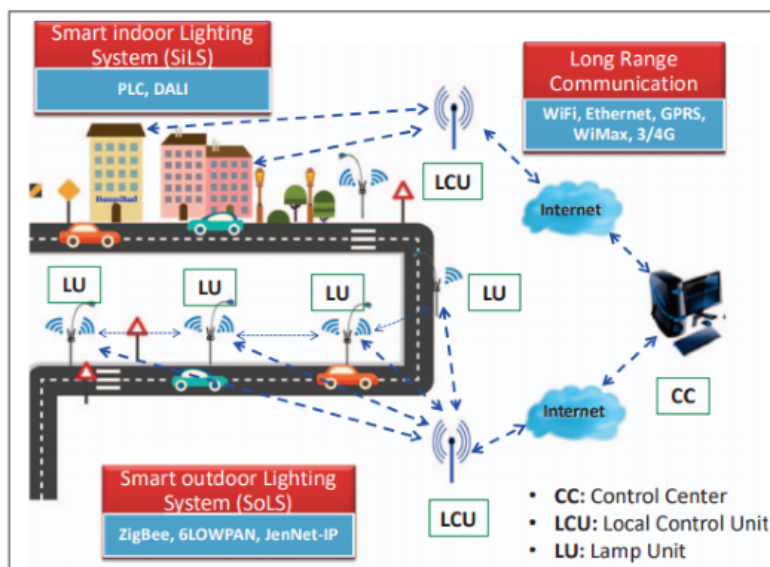 Smart indoor Lighting
System (SiLS)
PLC, DALI
Long Range
Communication
WiFi, Ethernet, GPRS,
WiMax, 3/4G
Hospital
LCU
Internet
LU
LU
LU
LU
CC
Internet
LCU
Smart outdoor Lighting
System (SoLS)
ZigBee, 6LOWPAN, JenNet-IP
• CC: Control Center
• LCU: Local Control Unit
• LU: Lamp Unit